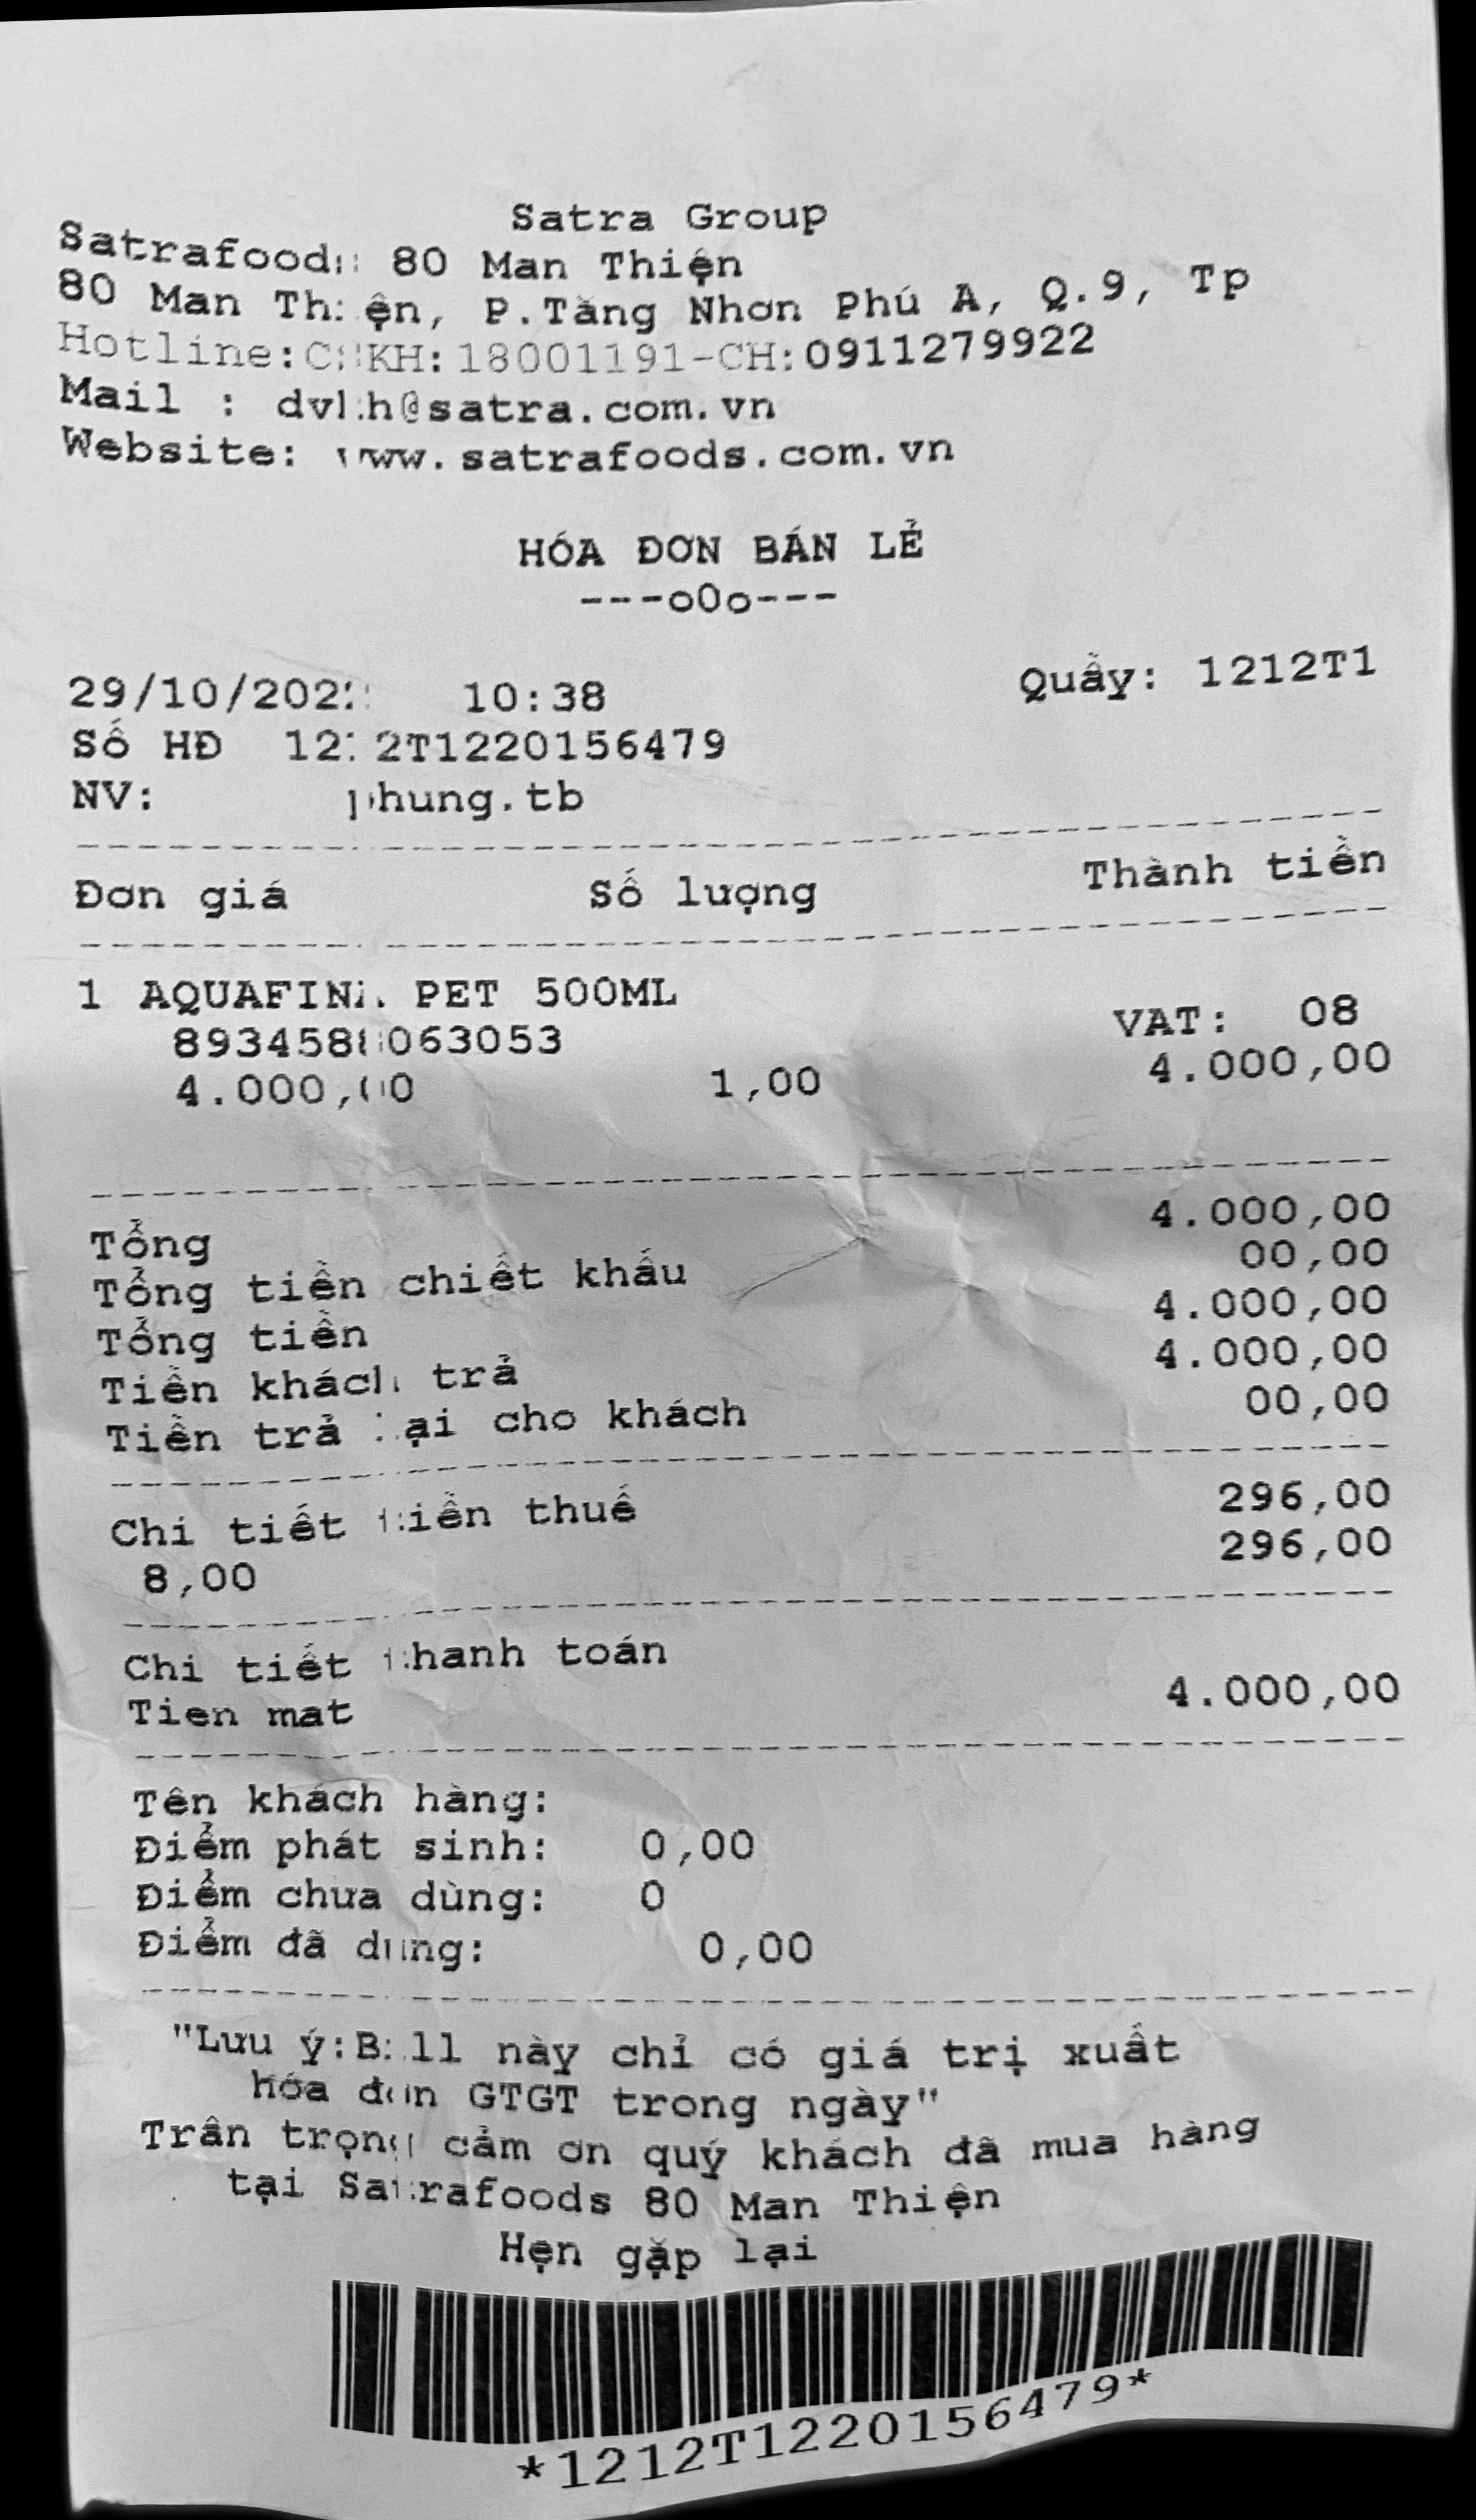 Satra Group
Satrafoods 80 Man Thiện
80 Man Thiện, P.Tăng Nhơn Phú A, Q.9, Tp
Hotline:CSKH:18001191-CH:0911279922
Mail : dvkh@satra.com.vn
Website: www.satrafoods.com.vn
HÓA ĐƠN BÁN LẺ
---oOo---
29/10/2022 10:38 Quầy: 1212T1
Số HĐ 1212T1220156479
NV: phung.tb
Đơn giá Số lượng Thành tiền
1 AQUAFINA PET 500ML
8934588063053 VAT: 08
4.000,00 1,00 4.000,00
Tổng 4.000,00
Tổng tiền chiết khấu 00,00
Tổng tiền 4.000,00
Tiền khách trả 4.000,00
Tiền trả lại cho khách 00,00
Chi tiết tiền thuế 296,00
8,00 296,00
Chi tiết thanh toán
Tien mat 4.000,00
Tên khách hàng:
Điểm phát sinh: 0,00
Điểm chưa dùng: 0
Điểm đã dùng: 0,00
"Lưu ý:Bill này chỉ có giá trị xuất
hóa đơn GTGT trong ngày"
Trân trọng cảm ơn quý khách đã mua hàng
tại Satrafoods 80 Man Thiện
Hẹn gặp lại
*1212T1220156479*